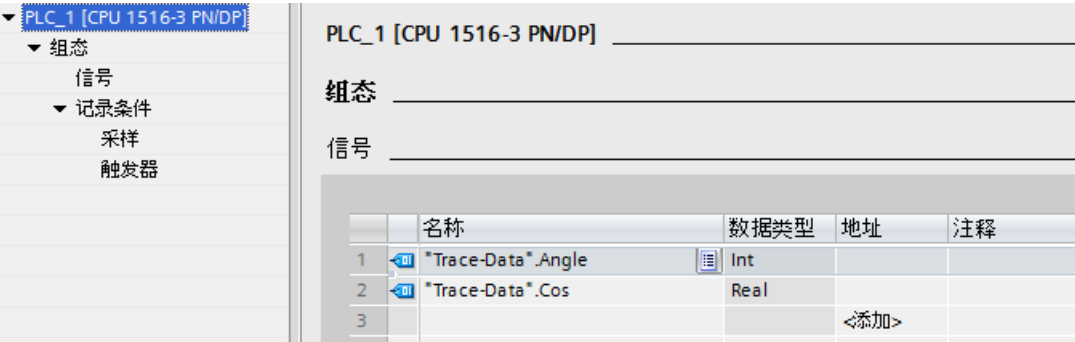 PLC_1 [CPU 1516-3 PN/DP]
组态
信号
记录条件
采样
触发器
PLC_1 [CPU 1516-3 PN/DP]
组态
信号
名称 数据类型 地址 注释
1 "Trace-Data".Angle Int
2 "Trace-Data".Cos Real
3 <添加>